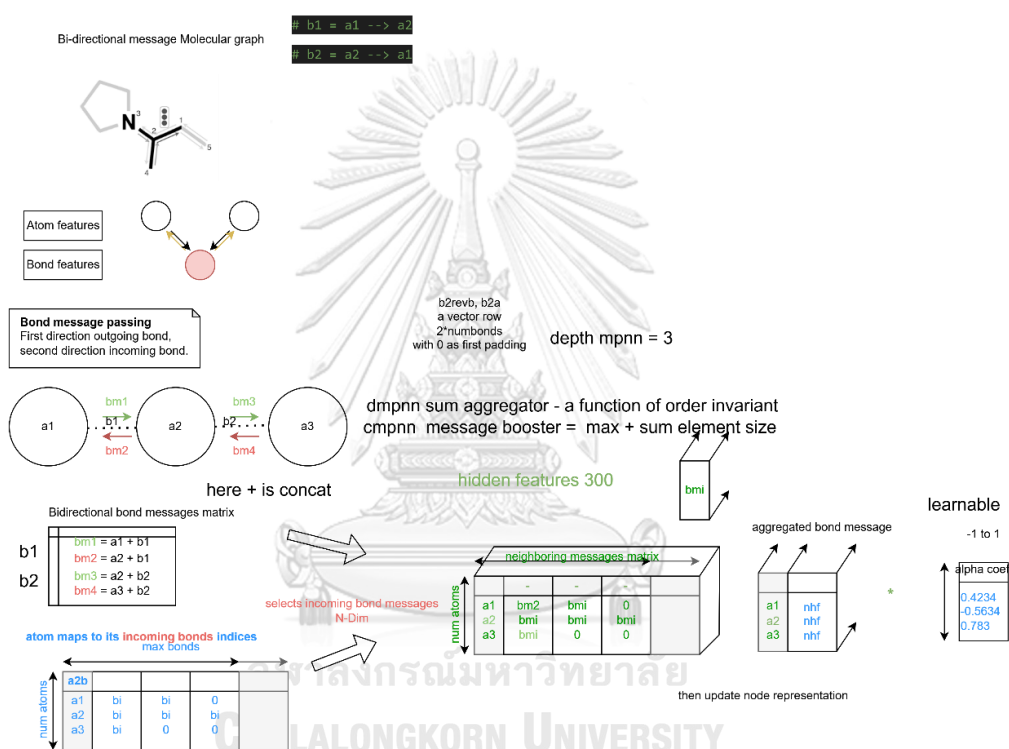 # b1 = a1 --> a2
Bi-directional message Molecular graph
# b2 = a2 --> a1
N
3
1
2
5
4
Atom features
Bond features
b2revb, b2a
a vector row
2*numbonds
with 0 as first padding
depth mpnn = 3
Bond message passing
First direction outgoing bond,
second direction incoming bond.
bm1 bm3
a1 b1 a2 b2 a3
bm2 bm4
dmpnn sum aggregator - a function of order invariant
cmpnn message booster = max + sum element size
hidden features 300
bmi
here + is concat
learnable
Bidirectional bond messages matrix
aggregated bond message
-1 to 1
b1
b2
bm1 = a1 + b1
bm2 = a2 + b1
bm3 = a2 + b2
bm4 = a3 + b2
neighboring messages matrix
num atoms
- - -
a1 bm2 bmi 0
a2 bmi bmi bmi
a3 bmi 0 0
a1 nhf
a2 nhf
a3 nhf
*
alpha coef
0.4234
-0.5634
0.783
selects incoming bond messages
N-Dim
atom maps to its incoming bonds indices
max bonds
num atoms
a2b
a1 bi bi 0
a2 bi bi bi
a3 bi 0 0
then update node representation
จุฬาลงกรณ์มหาวิทยาลัย
CHULALONGKORN UNIVERSITY